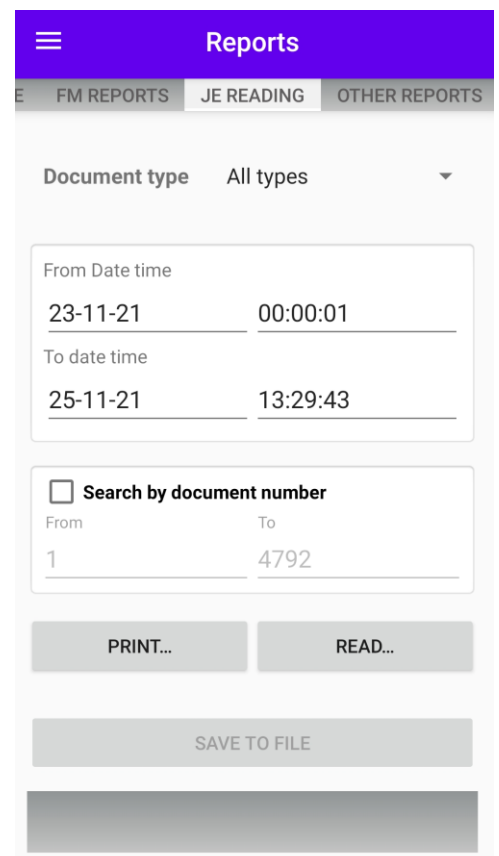 Reports
E FM REPORTS JE READING OTHER REPORTS
Document type All types
From Date time
23-11-21 00:00:01
To date time
25-11-21 13:29:43
Search by document number
From To
1 4792
PRINT... READ...
SAVE TO FILE